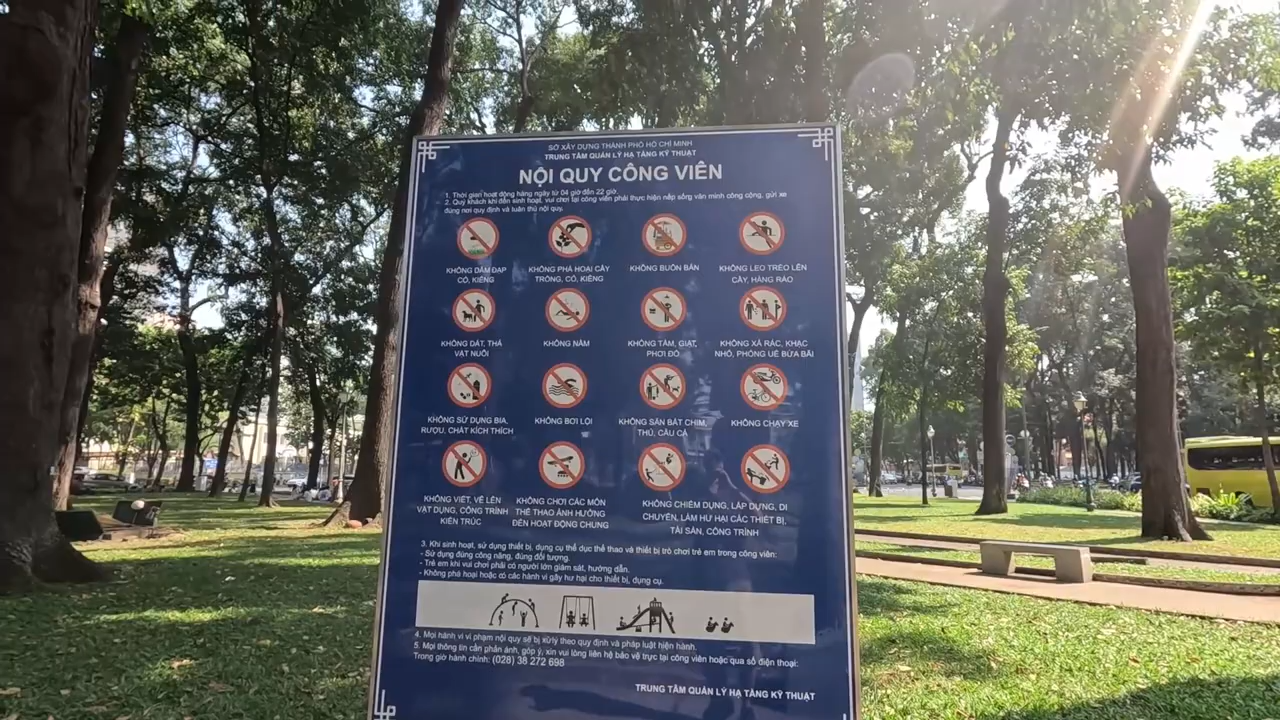 SỞ XÂY DỰNG THÀNH PHỐ HỒ CHÍ MINH
TRUNG TÂM QUẢN LÝ HẠ TẦNG KỸ THUẬT
NỘI QUY CÔNG VIÊN
1. Thời gian hoạt động hàng ngày từ 04 giờ đến 22 giờ.
2. Quý khách khi đến sinh hoạt, vui chơi tại công viên phải thực hiện nếp sống văn minh công cộng, gửi xe
đúng nơi quy định và tuân thủ nội quy.
KHÔNG DẪM ĐẠP
CỎ, KIỂNG
KHÔNG PHÁ HOẠI CÂY
TRỒNG, CỎ, KIỂNG
KHÔNG BUÔN BÁN
KHÔNG LEO TRÈO LÊN
CÂY, HÀNG RÀO
KHÔNG DẮT, THẢ
VẬT NUÔI
KHÔNG NẰM
KHÔNG TẮM, GIẶT,
PHƠI ĐỒ
KHÔNG XẢ RÁC, KHẠC
NHỔ, PHÓNG UẾ BỪA BÃI
KHÔNG SỬ DỤNG BIA,
RƯỢU, CHẤT KÍCH THÍCH
KHÔNG BƠI LỘI
KHÔNG SĂN BẮT CHIM,
THÚ, CÂU CÁ
KHÔNG CHẠY XE
KHÔNG VIẾT, VẼ LÊN
VẬT DỤNG, CÔNG TRÌNH
KIẾN TRÚC
KHÔNG CHƠI CÁC MÔN
THỂ THAO ẢNH HƯỞNG
ĐẾN HOẠT ĐỘNG CHUNG
KHÔNG CHIẾM DỤNG, LẮP DỰNG, DI
CHUYỂN, LÀM HƯ HẠI CÁC THIẾT BỊ,
TÀI SẢN, CÔNG TRÌNH
3. Khi sinh hoạt, sử dụng thiết bị, dụng cụ thể dục thể thao và thiết bị trò chơi trẻ em trong công viên:
- Sử dụng đúng công năng, đúng đối tượng.
- Trẻ em khi vui chơi phải có người lớn giám sát, hướng dẫn.
- Không phá hoại hoặc có các hành vi gây hư hại cho thiết bị, dụng cụ.
4. Mọi hành vi vi phạm nội quy sẽ bị xử lý theo quy định và pháp luật hiện hành.
5. Mọi thông tin cần phản ánh, góp ý, xin vui lòng liên hệ bảo vệ trực tại công viên hoặc qua số điện thoại:
Trong giờ hành chính: (028) 38 272 698
TRUNG TÂM QUẢN LÝ HẠ TẦNG KỸ THUẬT